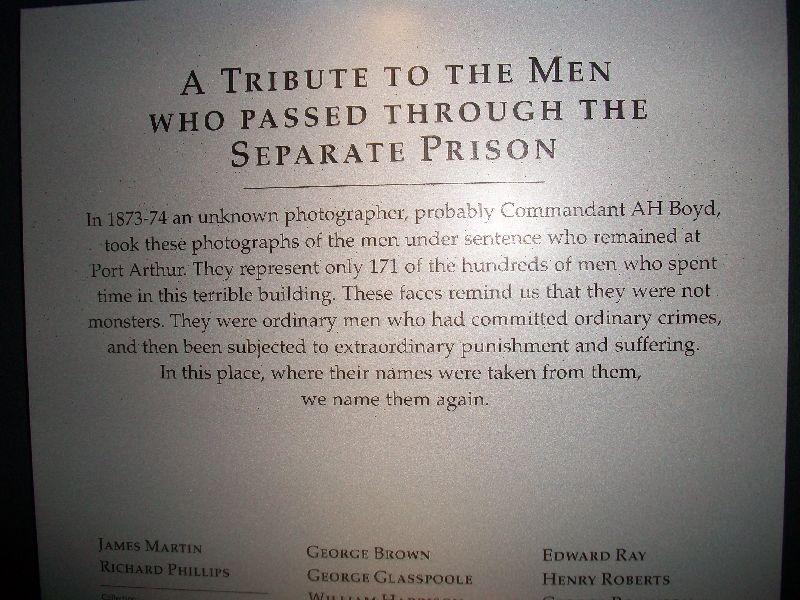 A TRIBUTE TO THE MEN
WHO PASSED THROUGH THE
SEPARATE PRISON
In 1873-74 an unknown photographer, probably Commandant AH Boyd,
took these photographs of the men under sentence who remained at
Port Arthur. They represent only 171 of the hundreds of men who spent
time in this terrible building. These faces remind us that they were not
monsters. They were ordinary men who had committed ordinary crimes,
and then been subjected to extraordinary punishment and suffering.
In this place, where their names were taken from them,
we name them again.
JAMES MARTIN
RICHARD PHILLIPS
GEORGE BROWN
GEORGE GLASSPOOLE
EDWARD RAY
HENRY ROBERTS